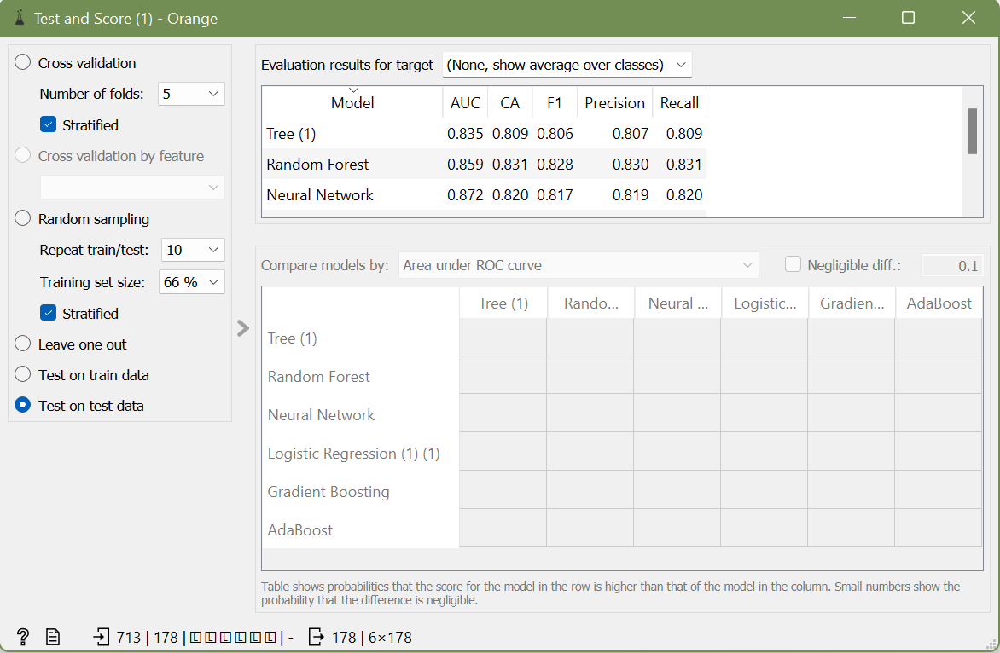 Test and Score (1) - Orange
Cross validation
Number of folds: 5
Stratified
Cross validation by feature
Random sampling
Repeat train/test: 10
Training set size: 66 %
Stratified
Leave one out
Test on train data
Test on test data
Evaluation results for target (None, show average over classes)
Model AUC CA F1 Precision Recall
Tree (1) 0.835 0.809 0.806 0.807 0.809
Random Forest 0.859 0.831 0.828 0.830 0.831
Neural Network 0.872 0.820 0.817 0.819 0.820
Compare models by: Area under ROC curve Negligible diff.: 0.1
Tree (1) Rando... Neural ... Logistic... Gradien... AdaBoost
Tree (1)
Random Forest
Neural Network
Logistic Regression (1) (1)
Gradient Boosting
AdaBoost
Table shows probabilities that the score for the model in the row is higher than that of the model in the column. Small numbers show the
probability that the difference is negligible.
? 713 | 178 | L L L L L L | - 178 | 6×178